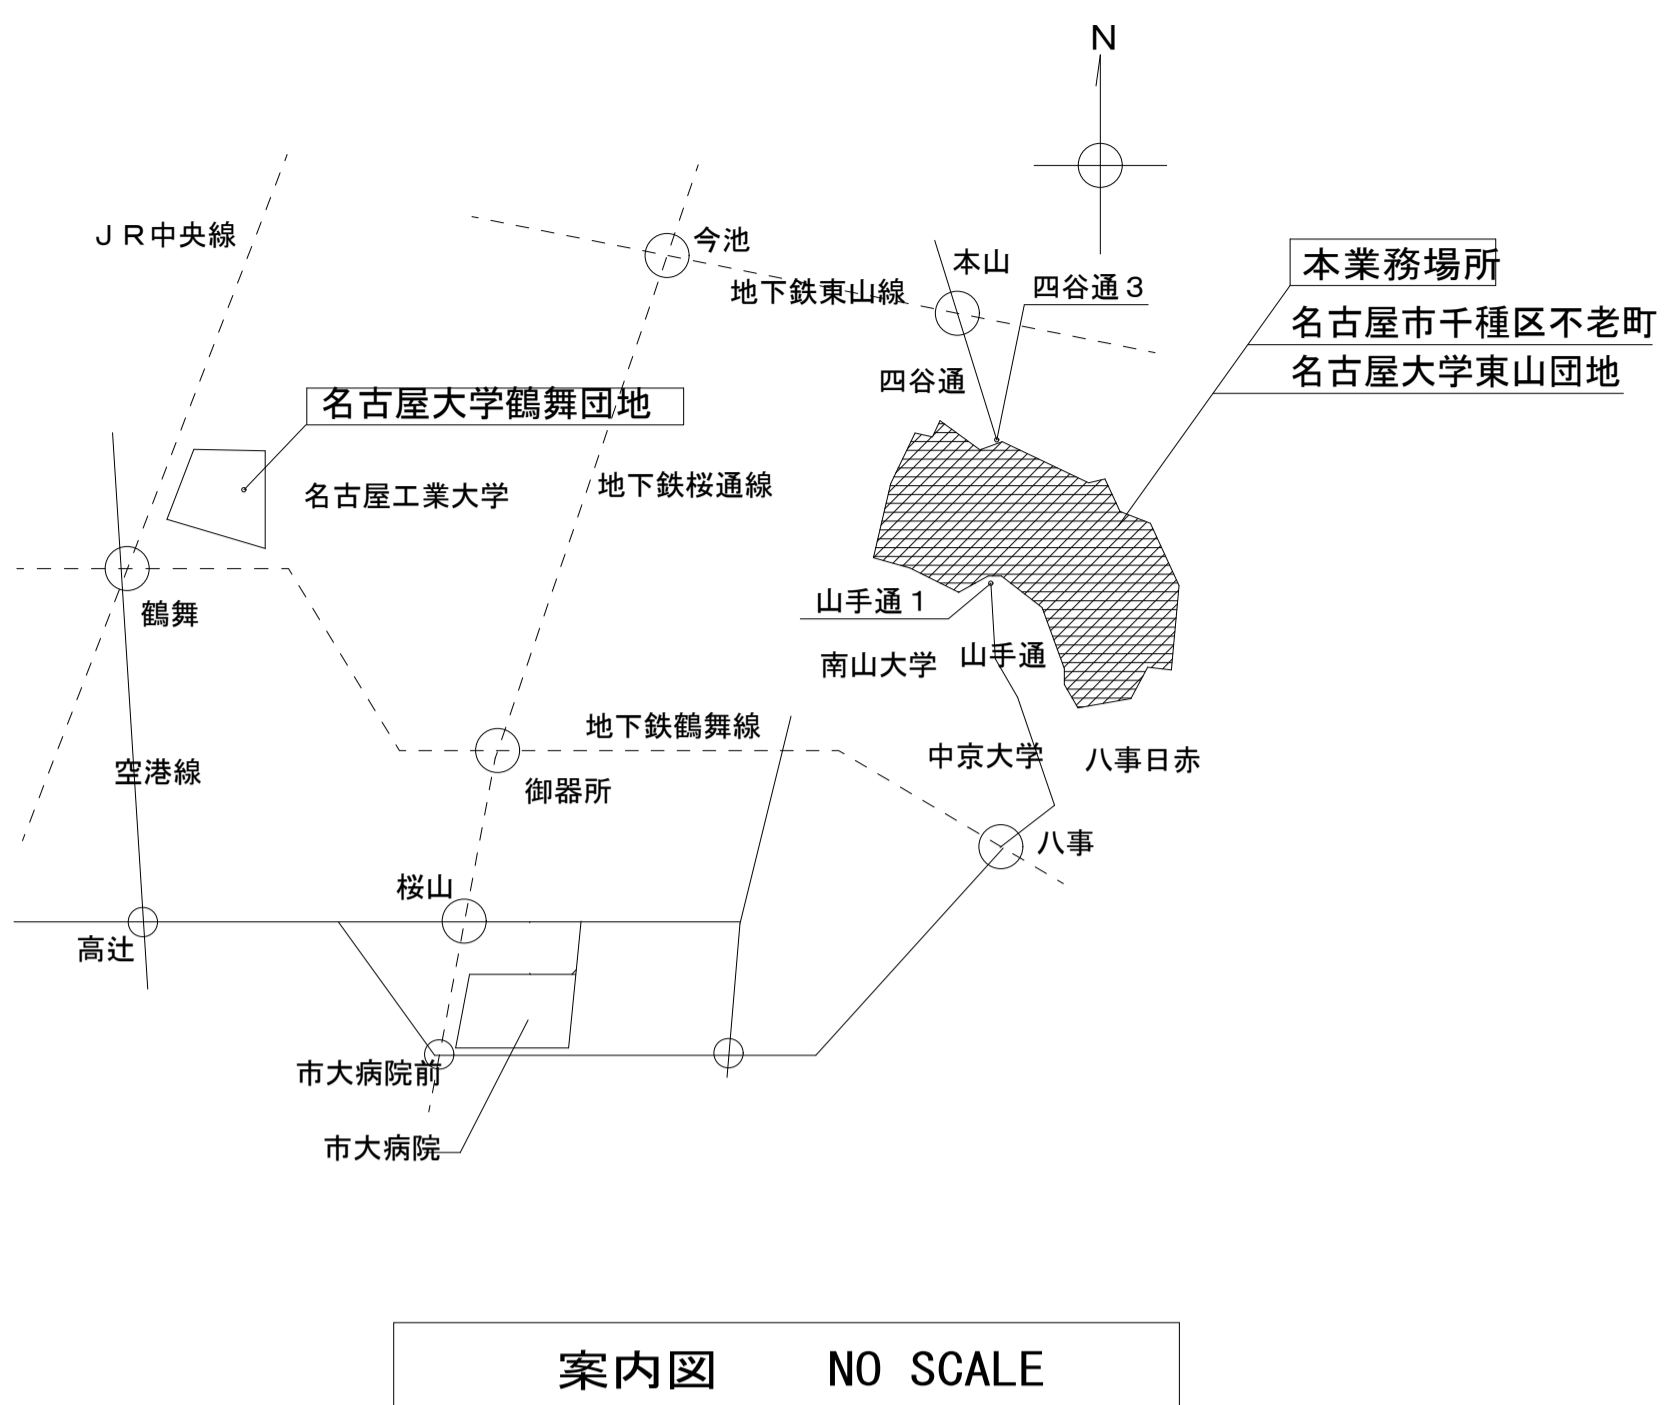 N
JR中央線
今池
本山
四谷通3
地下鉄東山線
本業務場所
名古屋市千種区不老町
名古屋大学東山団地
四谷通
名古屋大学鶴舞団地
地下鉄桜通線
名古屋工業大学
鶴舞
山手通1
南山大学
山手通
地下鉄鶴舞線
中京大学
八事日赤
空港線
御器所
八事
桜山
高辻
市大病院前
市大病院
案内図 NO SCALE